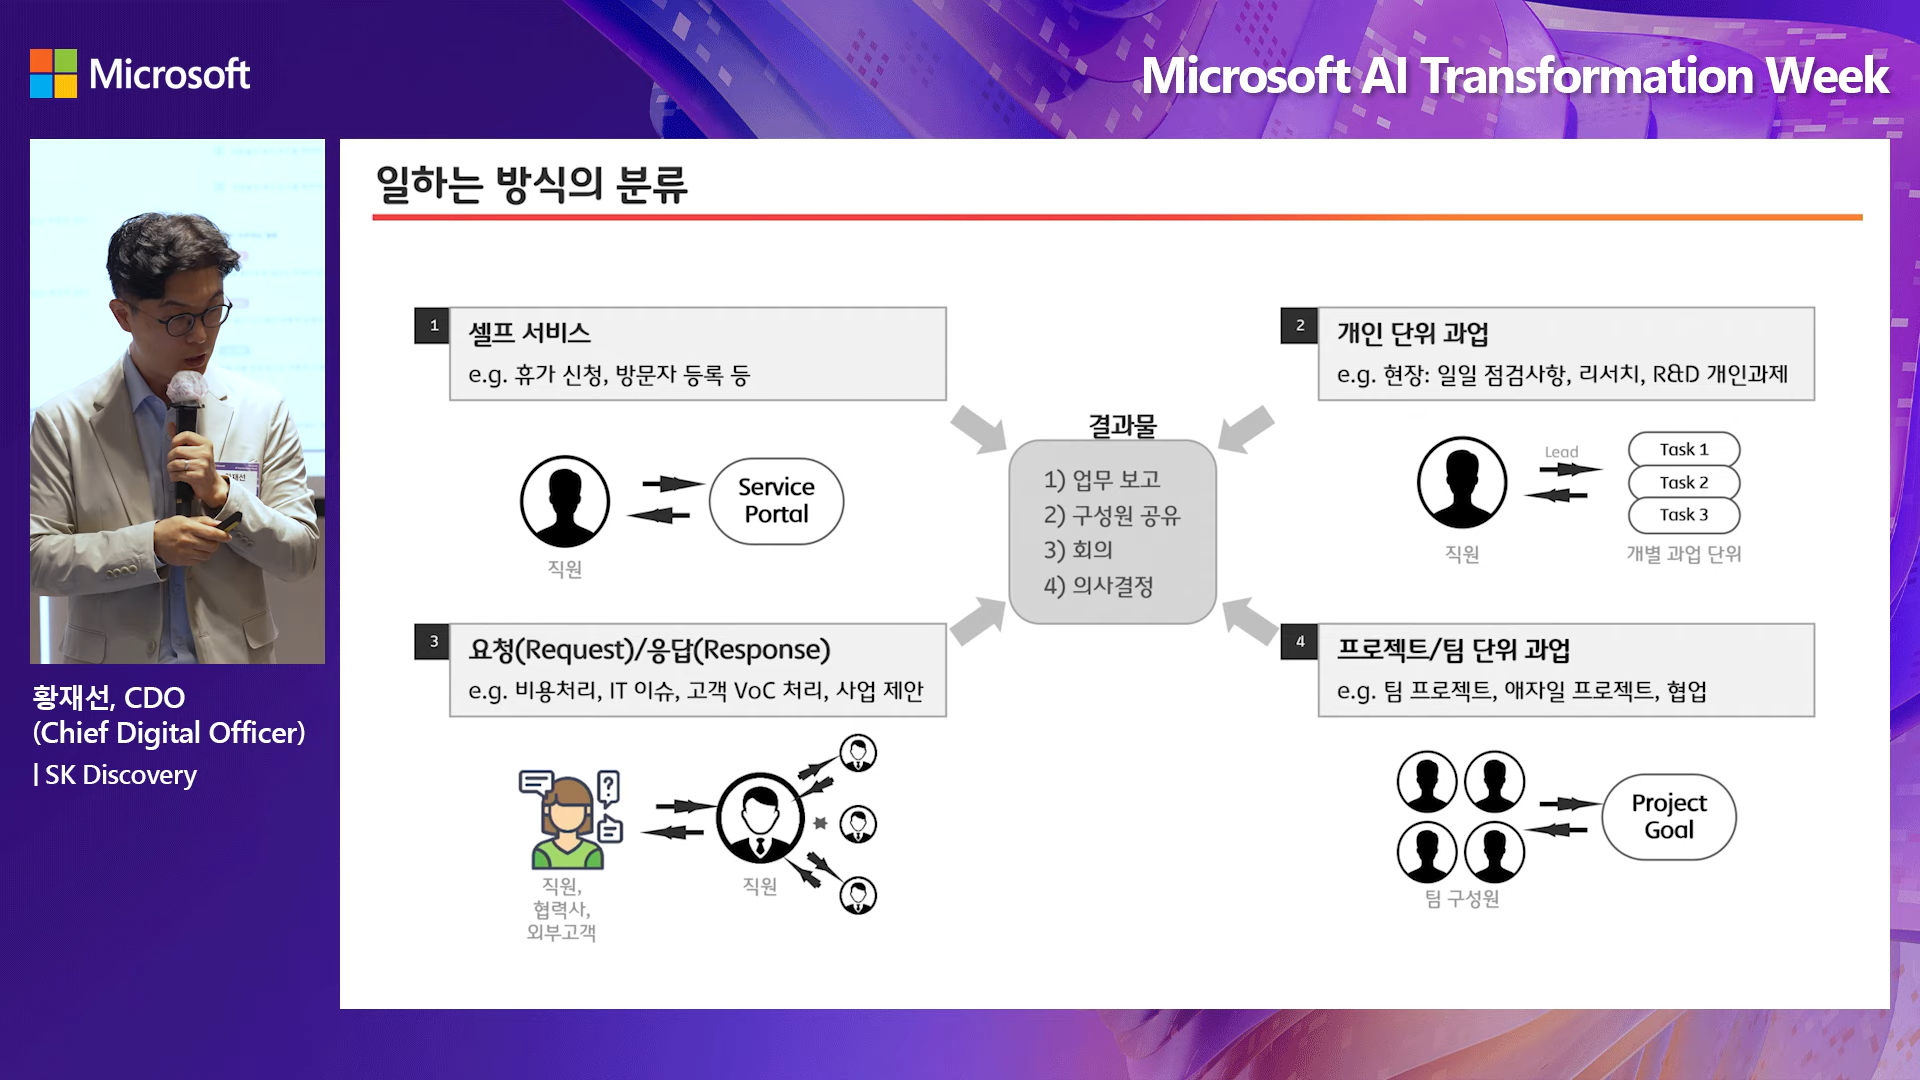 Microsoft
Microsoft AI Transformation Week
일하는 방식의 분류
1
셀프 서비스
e.g. 휴가 신청, 방문자 등록 등
직원
Service
Portal
2
개인 단위 과업
e.g. 현장: 일일 점검사항, 리서치, R&D 개인과제
직원
Lead
Task 1
Task 2
Task 3
개별 과업 단위
결과물
1) 업무 보고
2) 구성원 공유
3) 회의
4) 의사결정
3
요청(Request)/응답(Response)
e.g. 비용처리, IT 이슈, 고객 VoC 처리, 사업 제안
?
직원,
협력사,
외부고객
직원
4
프로젝트/팀 단위 과업
e.g. 팀 프로젝트, 애자일 프로젝트, 협업
팀 구성원
Project
Goal
황재선, CDO
(Chief Digital Officer)
| SK Discovery